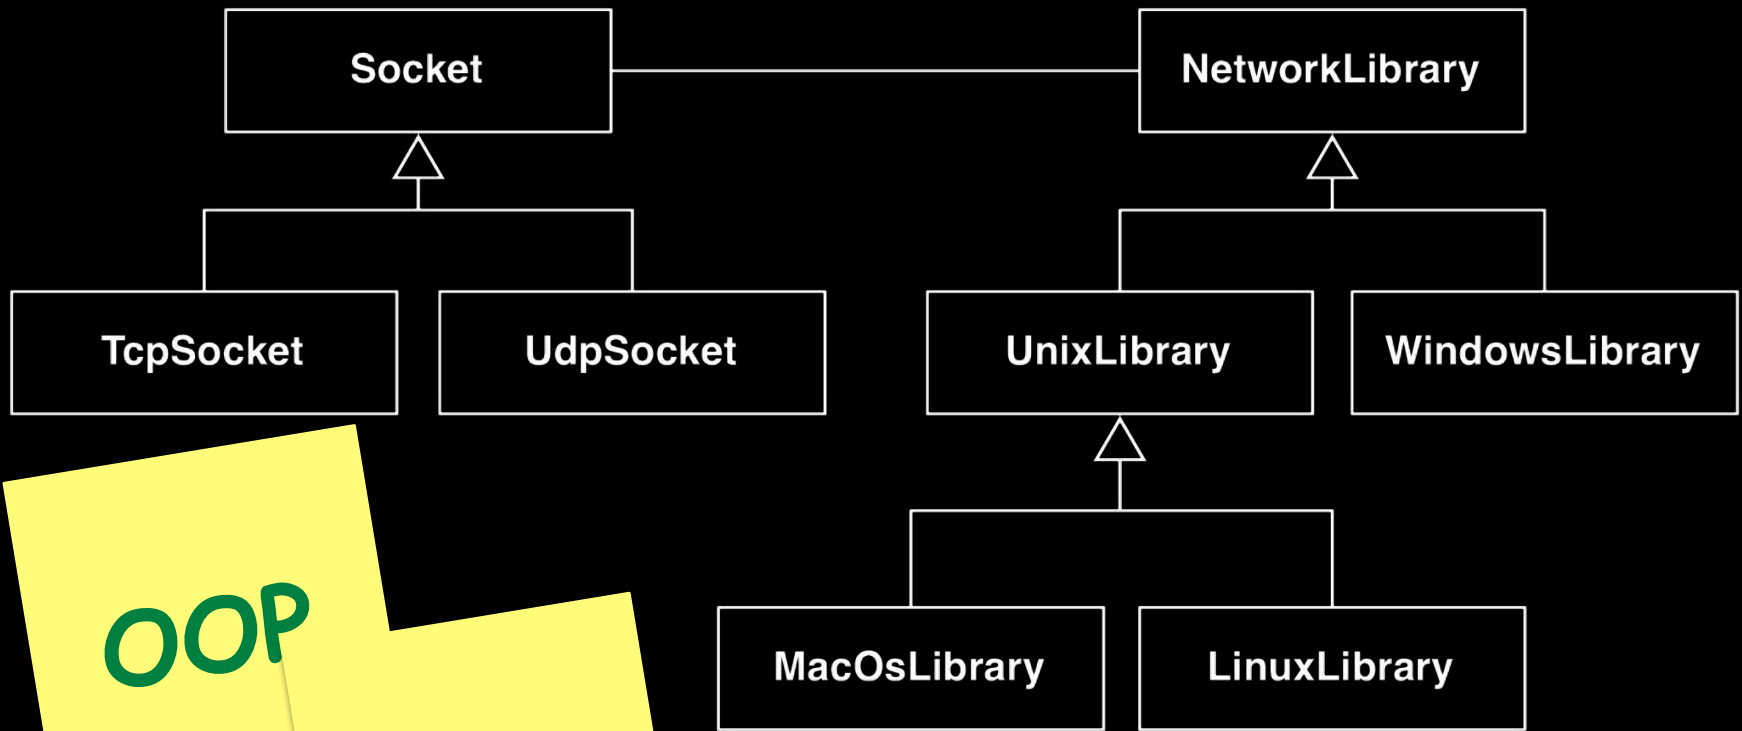 Socket
NetworkLibrary
TcpSocket
UdpSocket
UnixLibrary
WindowsLibrary
OOP
MacOsLibrary
LinuxLibrary